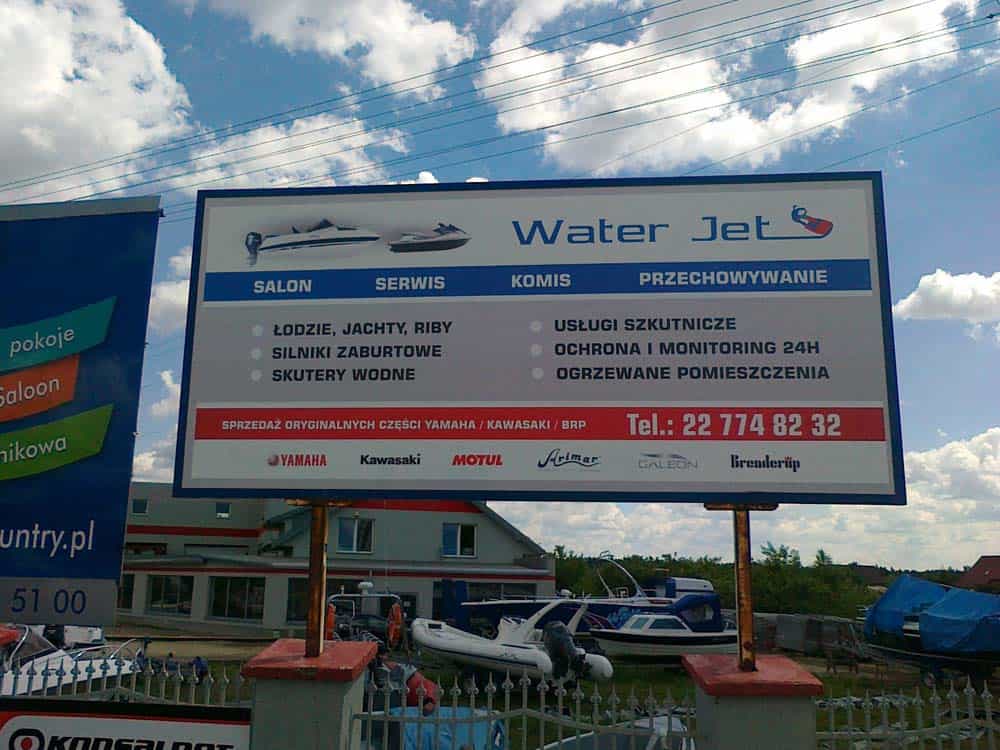 Water Jet
SALON SERWIS KOMIS PRZECHOWYWANIE
ŁODZIE, JACHTY, RIBY
SILNIKI ZABURTOWE
SKUTERY WODNE
USŁUGI SZKUTNICZE
OCHRONA I MONITORING 24H
OGRZEWANE POMIESZCZENIA
SPRZEDAŻ ORYGINALNYCH CZĘŚCI YAMAHA / KAWASAKI / BRP Tel.: 22 774 82 32
YAMAHA Kawasaki MOTUL Arimar GALEON Brenderup
pokoje
Saloon
nikowa
untry.pl
51 00
KONSALNET